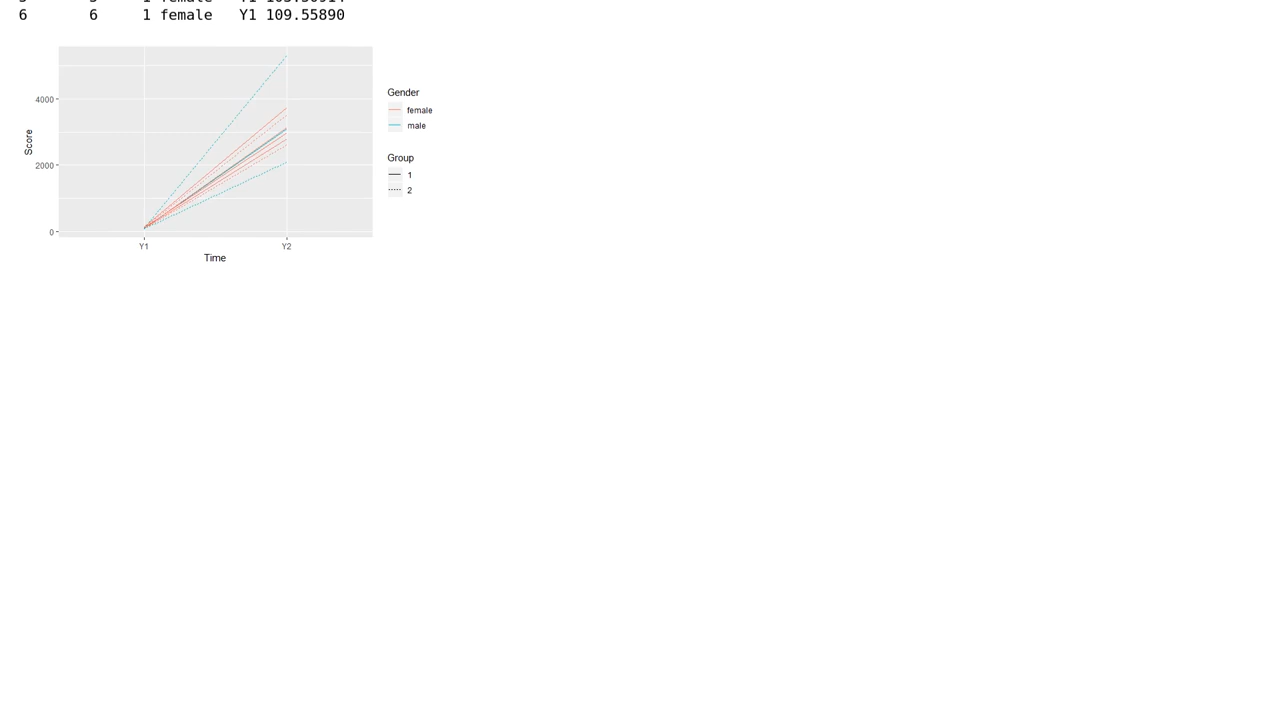 6 6 1 female Y1 109.55890
Gender
female
male
Group
1
2
4000
2000
0
Score
Y1 Y2
Time